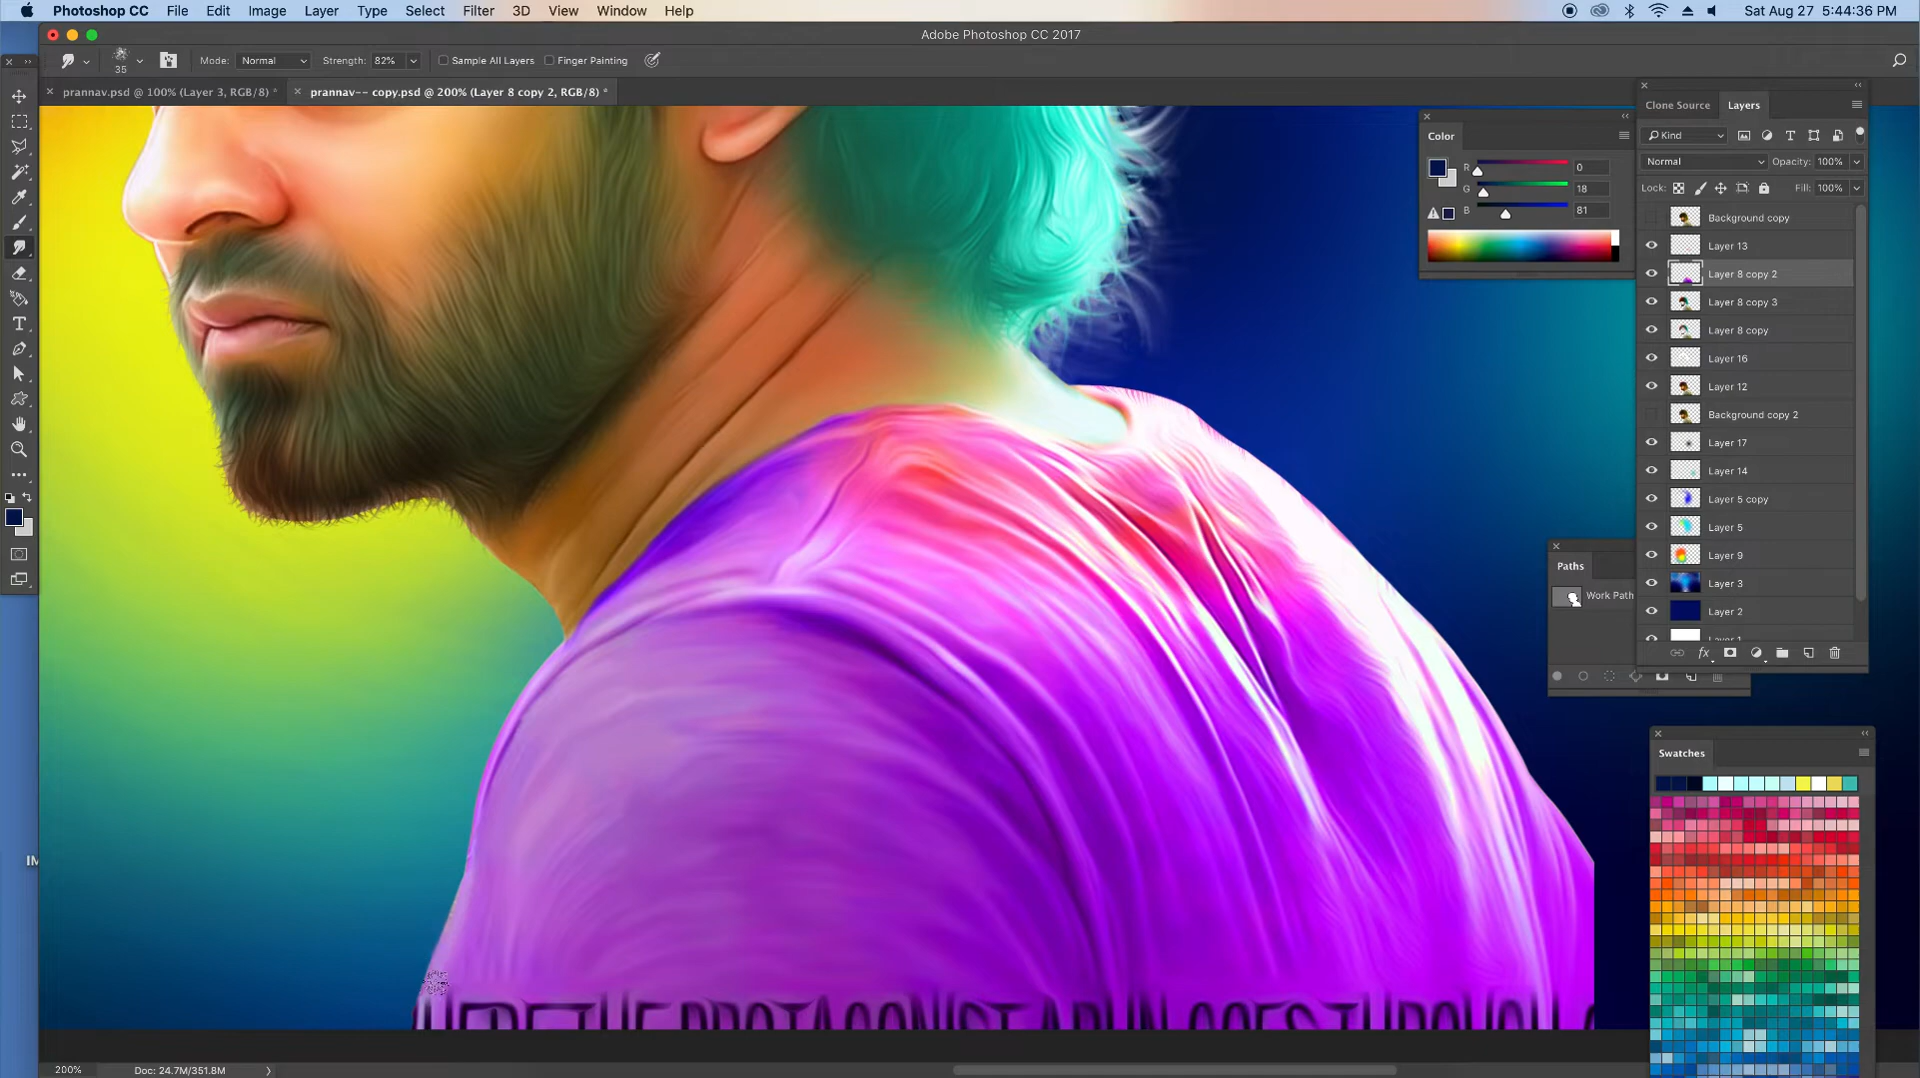 Photoshop CC File Edit Image Layer Type Select Filter 3D View Window Help Sat Aug 27 5:44:36 PM
Adobe Photoshop CC 2017
35 Mode: Normal Strength: 82% Sample All Layers Finger Painting
prannav.psd @ 100% (Layer 3, RGB/8) * prannav-- copy.psd @ 200% (Layer 8 copy 2, RGB/8) *
Clone Source Layers
Kind
Normal Opacity: 100%
Lock: Fill: 100%
Background copy
Layer 13
Layer 8 copy 2
Layer 8 copy 3
Layer 8 copy
Layer 16
Layer 12
Background copy 2
Layer 17
Layer 14
Layer 5 copy
Layer 5
Layer 9
Layer 3
Layer 2
Layer 1
fx
Color
R 0
G 18
B 81
Paths
Work Path
Swatches
IM
200% Doc: 24.7M/351.8M